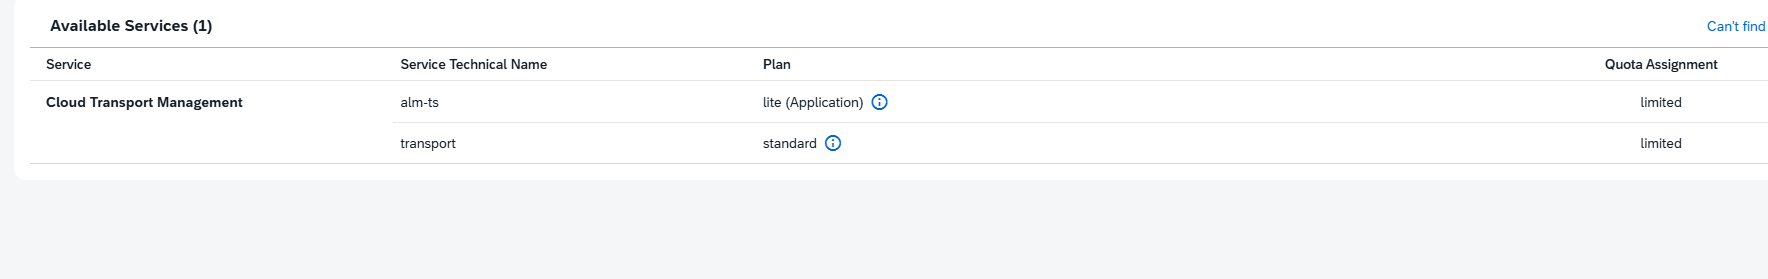 Available Services (1)
Can't find
Service Service Technical Name Plan Quota Assignment
Cloud Transport Management alm-ts lite (Application) limited
transport standard limited